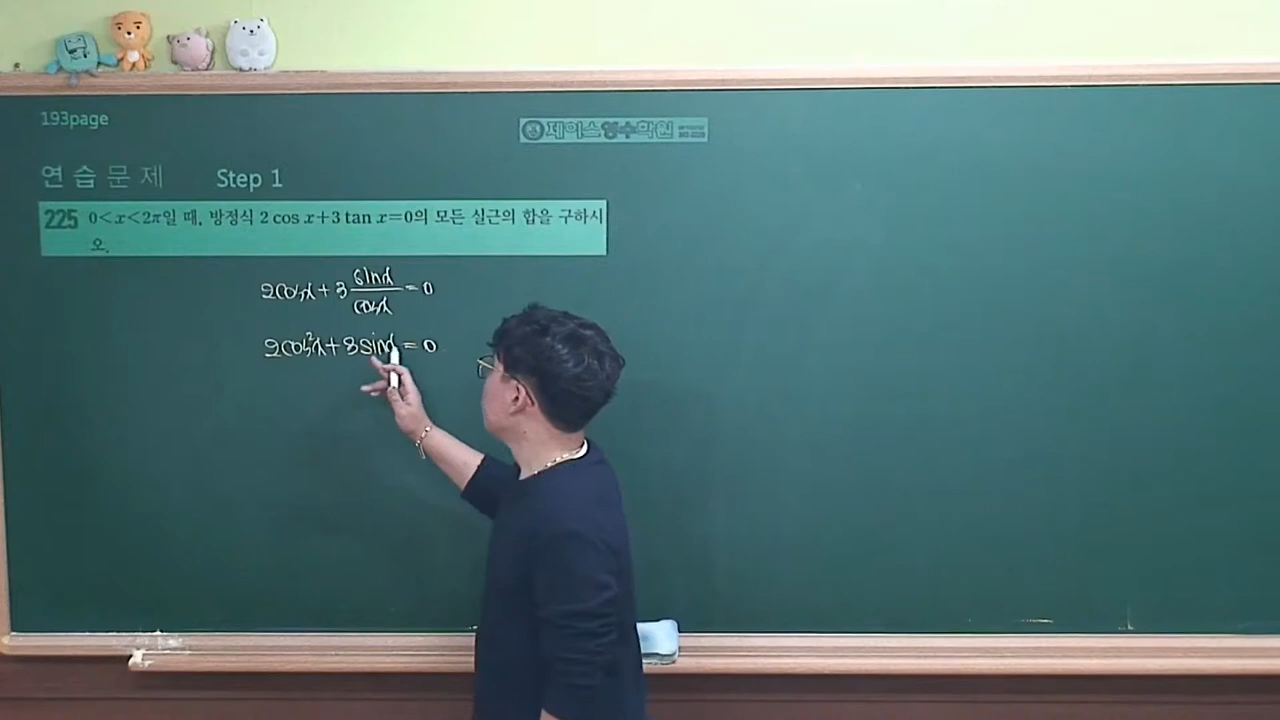 193page
제이스영수학원
연습문제 Step 1
225 0<x<2π일 때, 방정식 2 cos x+3 tan x=0의 모든 실근의 합을 구하시
오.
2cosx + 3 sinx/cosx = 0
2cos²x + 3sinx = 0